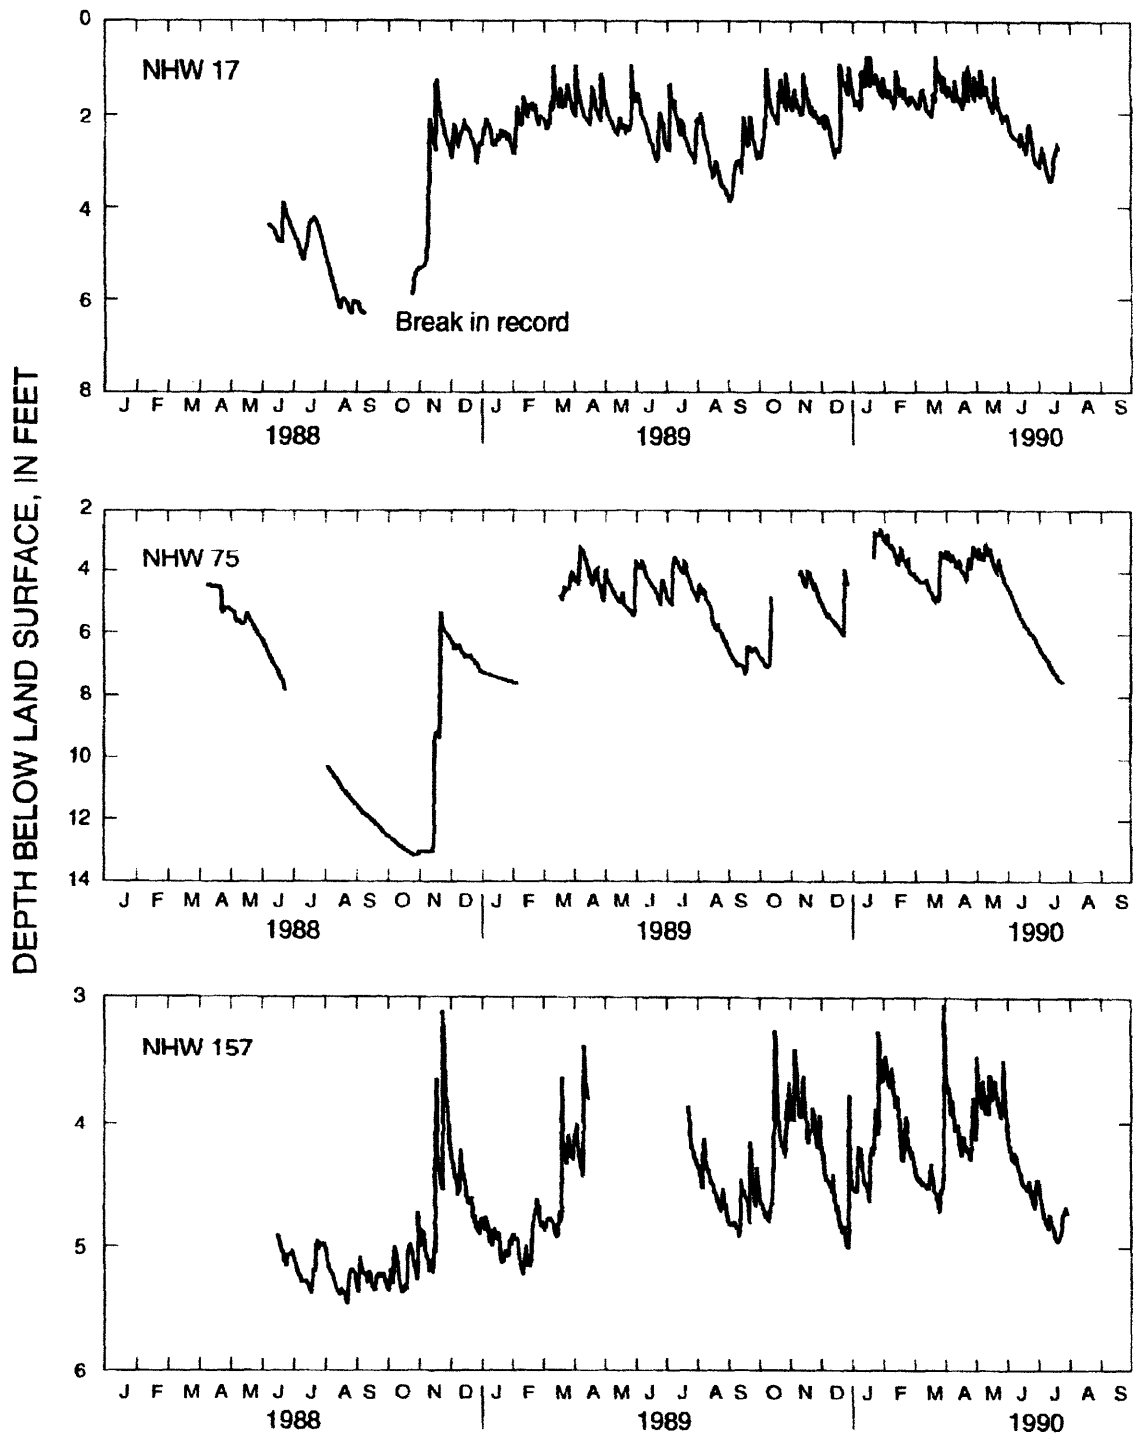 DEPTH BELOW LAND SURFACE, IN FEET
NHW 17
0
2
4
6
8
Break in record
J F M A M J J A S O N D J F M A M J J A S O N D J F M A M J J A S
1988 1989 1990
NHW 75
2
4
6
8
10
12
14
J F M A M J J A S O N D J F M A M J J A S O N D J F M A M J J A S
1988 1989 1990
NHW 157
3
4
5
6
J F M A M J J A S O N D J F M A M J J A S O N D J F M A M J J A S
1988 1989 1990